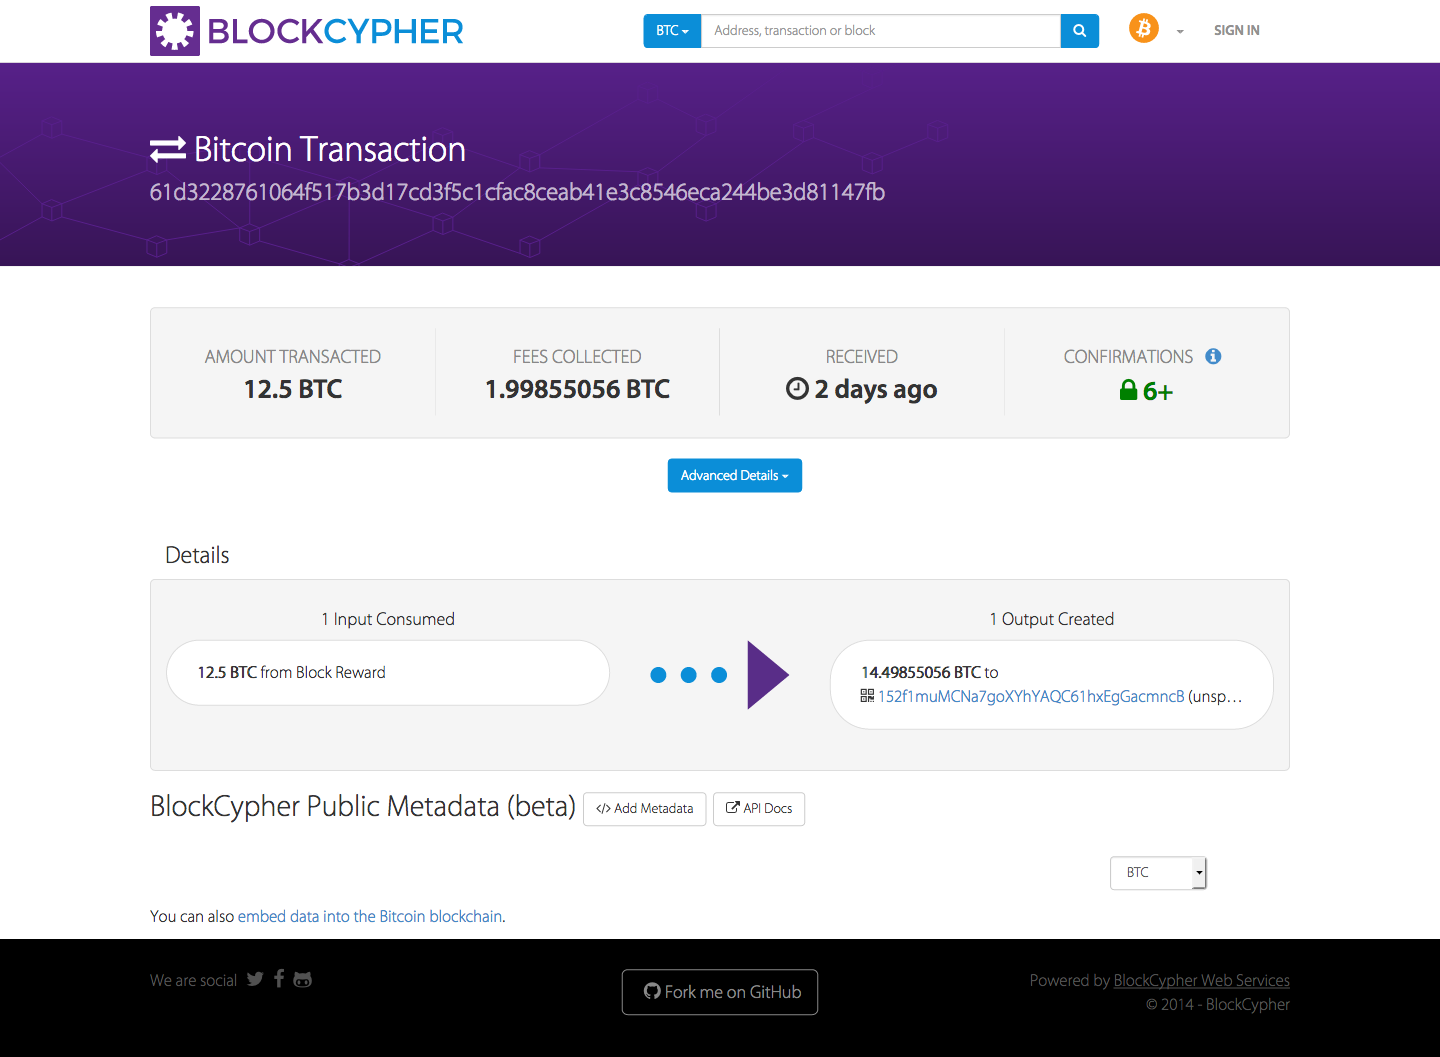 BLOCKCYPHER
BTC
Address, transaction or block
SIGN IN
Bitcoin Transaction
61d3228761064f517b3d17cd3f5c1cfac8ceab41e3c8546eca244be3d81147fb
AMOUNT TRANSACTED
12.5 BTC
FEES COLLECTED
1.99855056 BTC
RECEIVED
2 days ago
CONFIRMATIONS
6+
Advanced Details
Details
1 Input Consumed
12.5 BTC from Block Reward
1 Output Created
14.49855056 BTC to
152f1muMCNa7goXYhYAQC61hxEgGacmncB (unsp…
BlockCypher Public Metadata (beta)
</> Add Metadata
API Docs
BTC
You can also embed data into the Bitcoin blockchain.
We are social
Fork me on GitHub
Powered by BlockCypher Web Services
© 2014 - BlockCypher